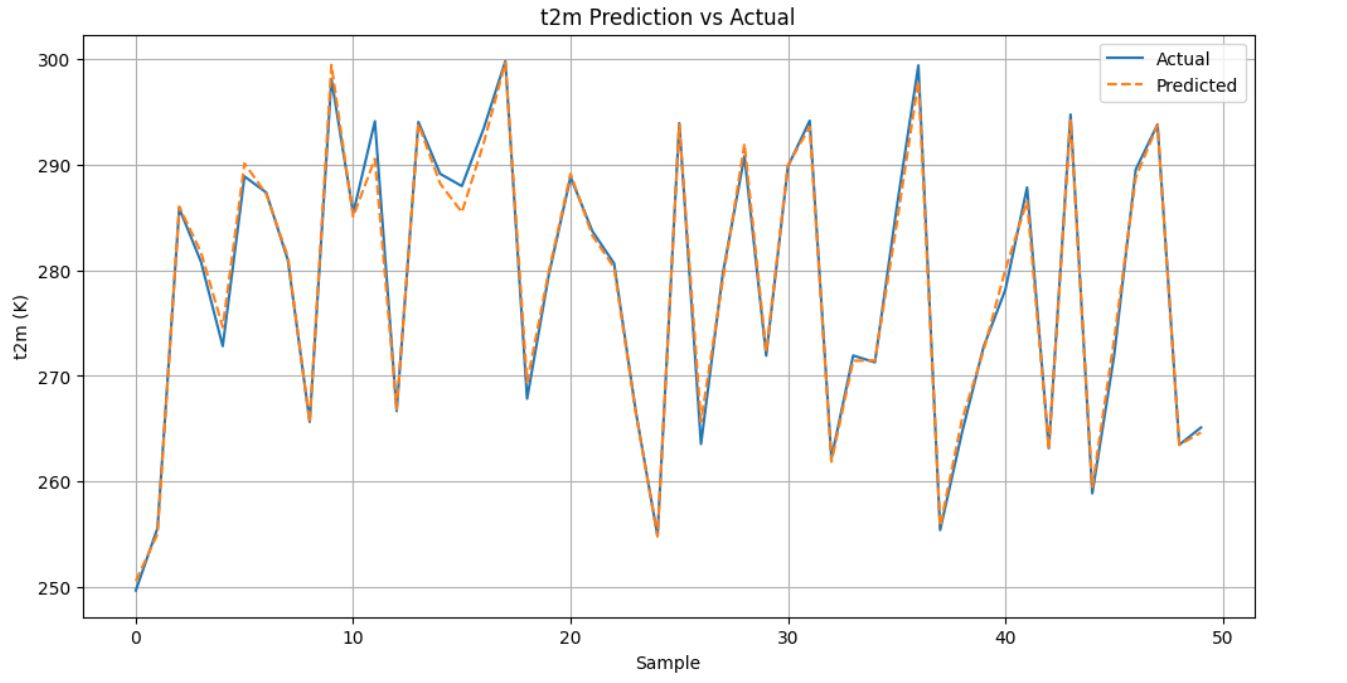 t2m Prediction vs Actual
Actual
Predicted
300
290
280
270
260
250
t2m (K)
0 10 20 30 40 50
Sample